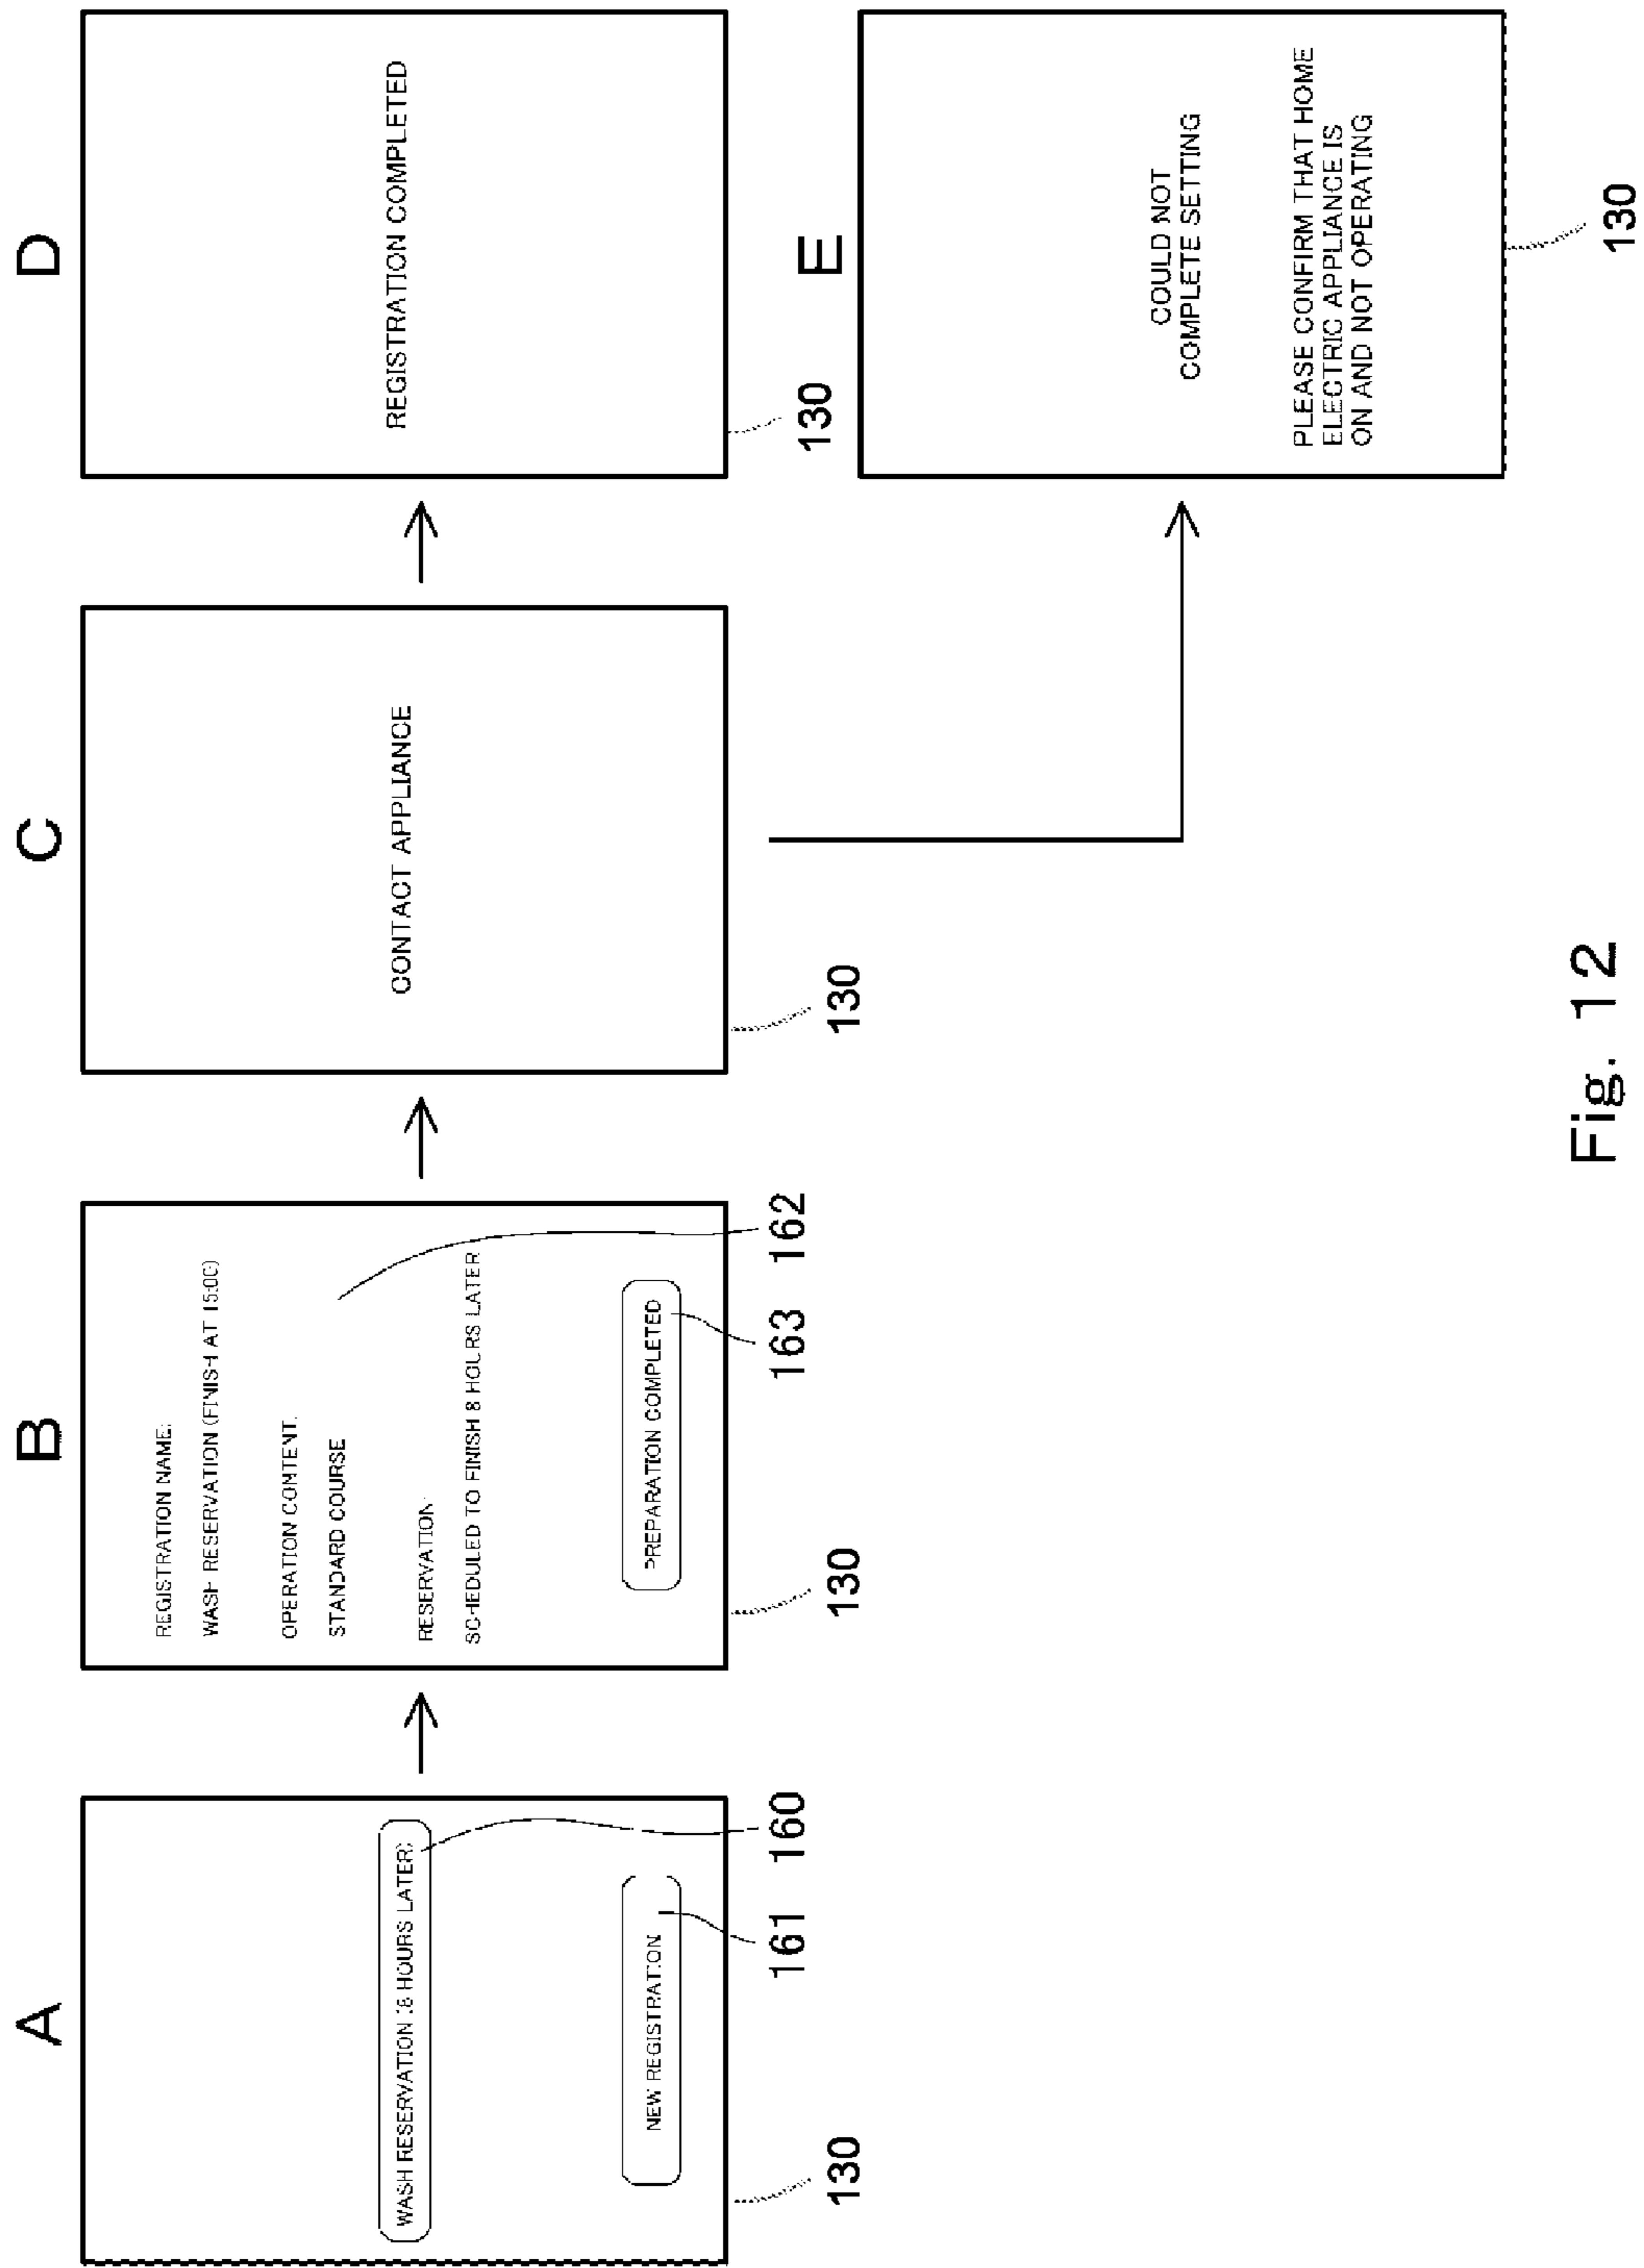 A
WASH RESERVATION (8 HOURS LATER)
NEW REGISTRATION
160
161
130
B
REGISTRATION NAME:
WASH RESERVATION (FINISH AT 15:00)
OPERATION CONTENT:
STANDARD COURSE
RESERVATION:
SCHEDULED TO FINISH 8 HOURS LATER
PREPARATION COMPLETED
162
163
130
C
CONTACT APPLIANCE
130
D
REGISTRATION COMPLETED
130
E
COULD NOT
COMPLETE SETTING
PLEASE CONFIRM THAT HOME
ELECTRIC APPLIANCE IS
ON AND NOT OPERATING
130
Fig. 12